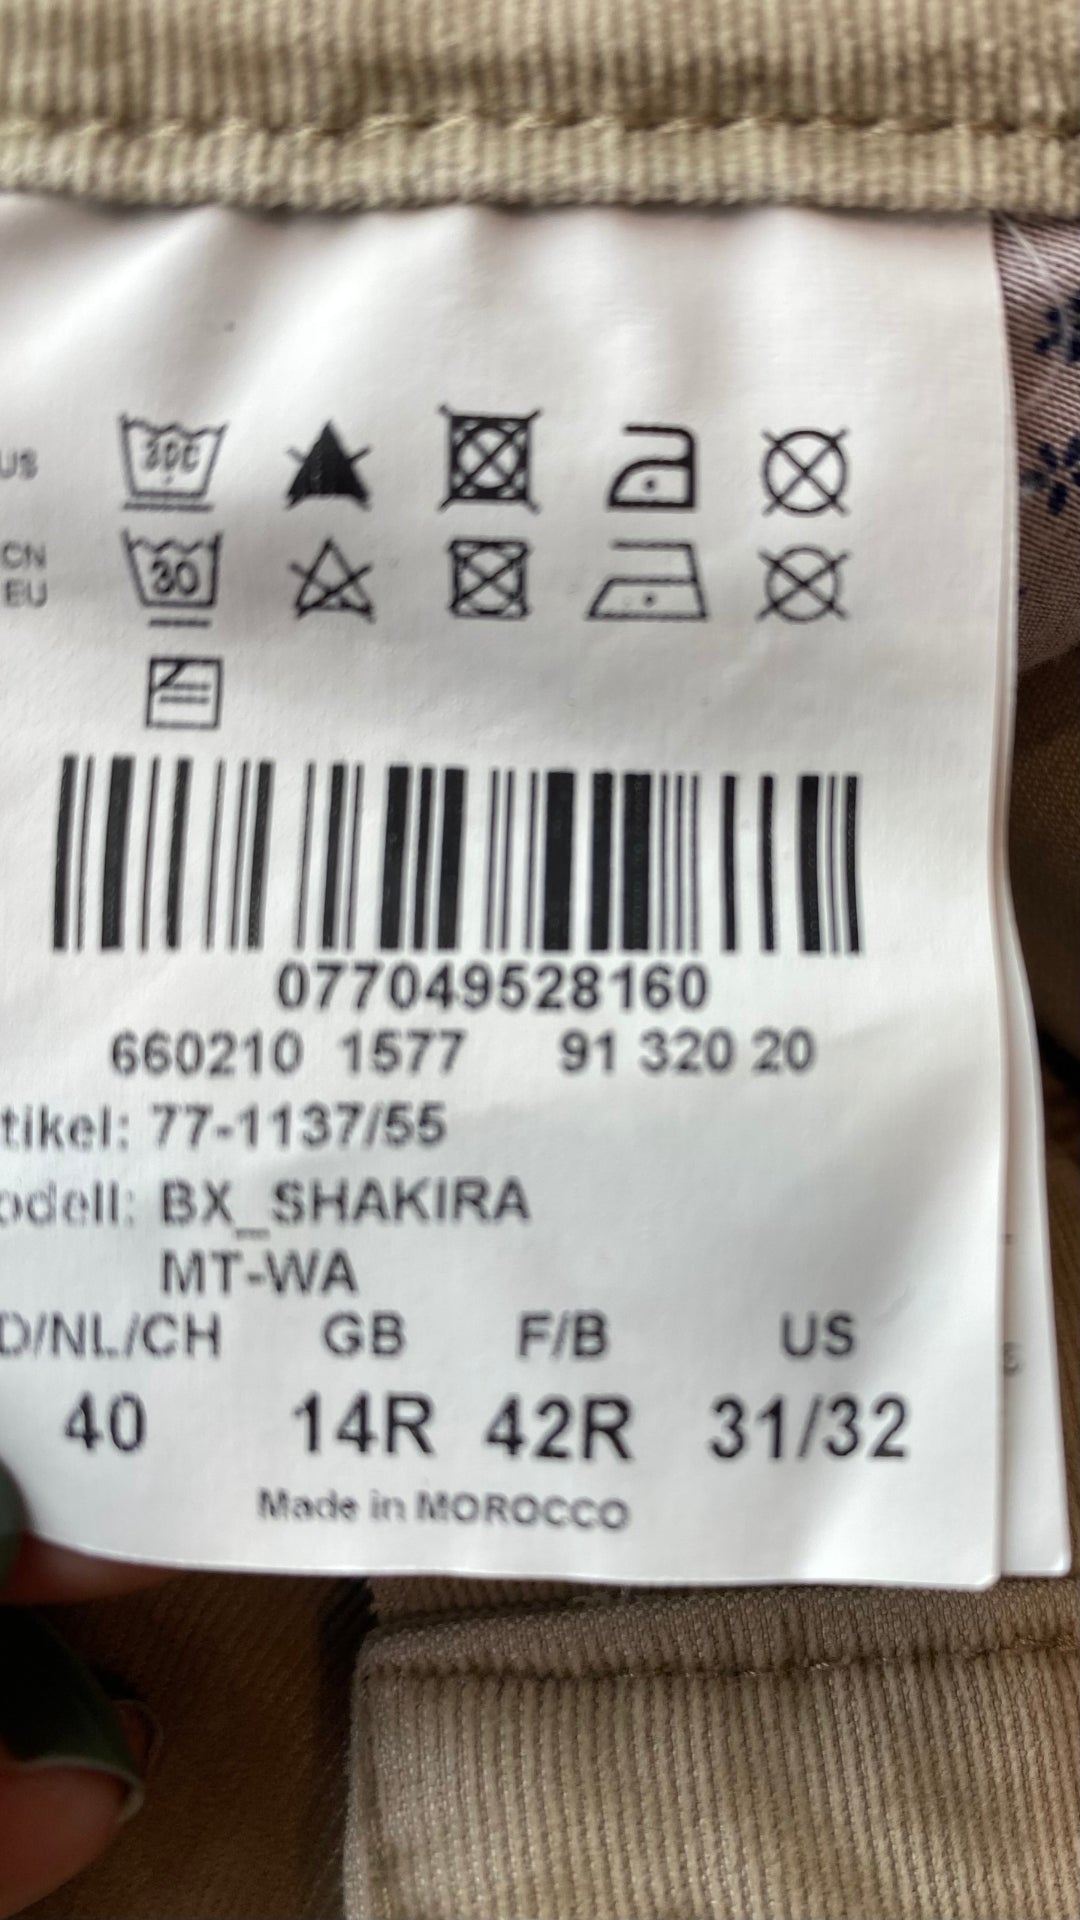 US
30C
CN
EU
30
077049528160
660210 1577 91 320 20
tikel: 77-1137/55
odell: BX_SHAKIRA
MT-WA
D/NL/CH GB F/B US
40 14R 42R 31/32
Made in MOROCCO